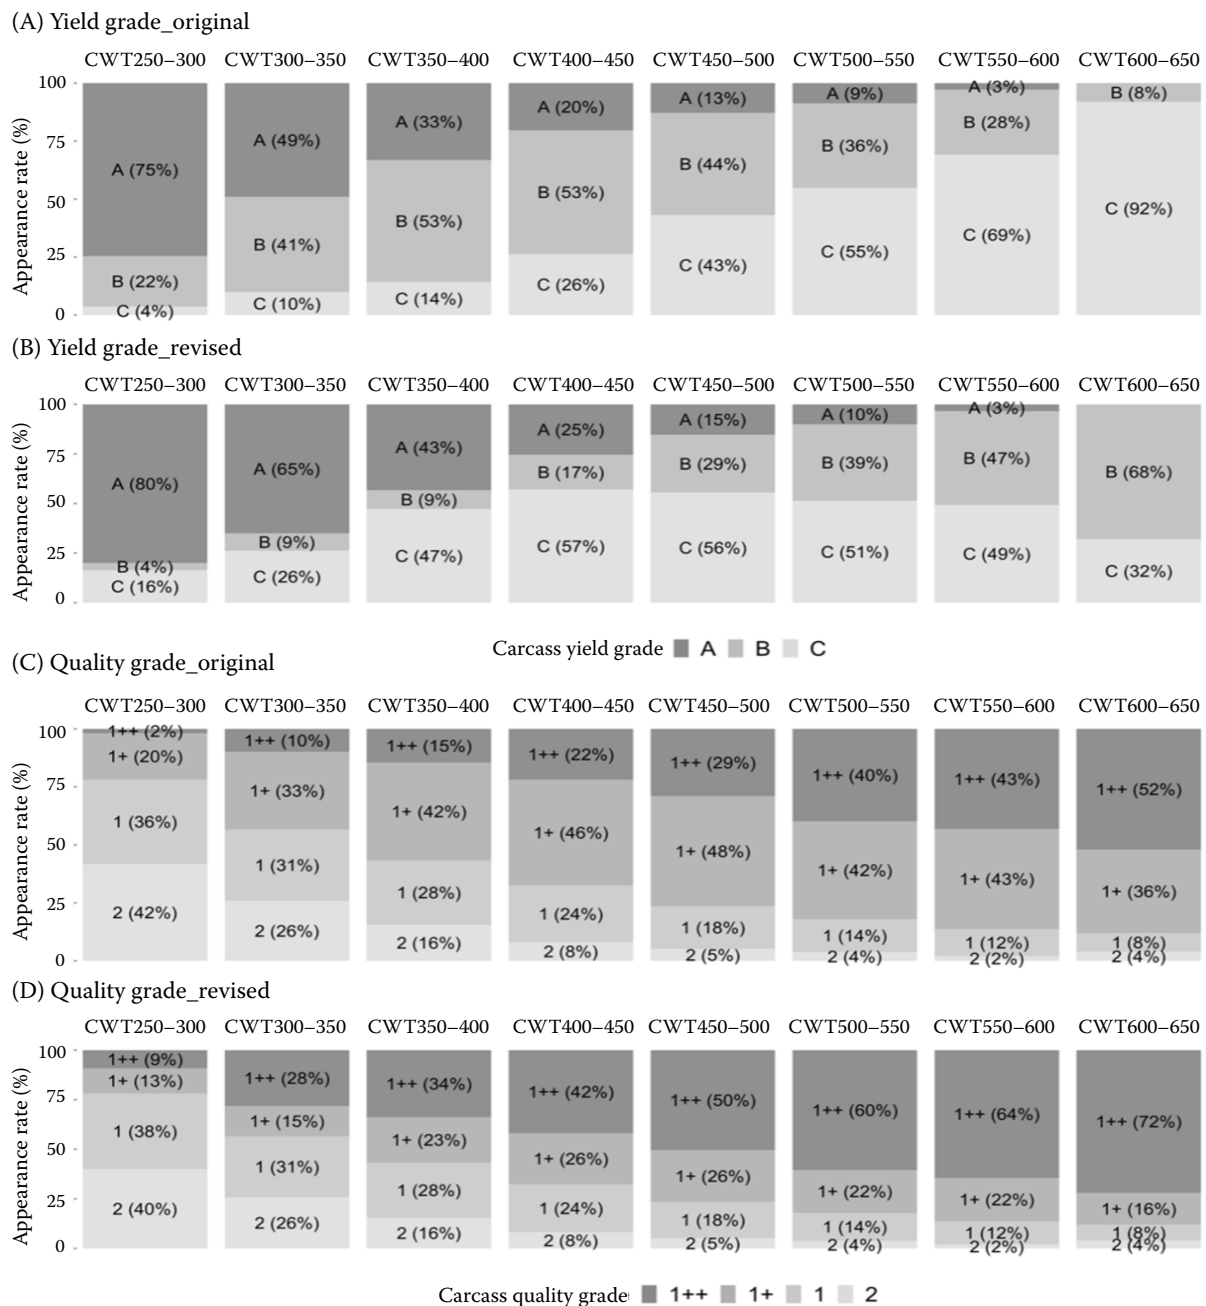 (A) Yield grade_original
CWT250–300 CWT300–350 CWT350–400 CWT400–450 CWT450–500 CWT500–550 CWT550–600 CWT600–650
Appearance rate (%)
100
75
50
25
0
A (75%)
B (22%)
C (4%)
A (49%)
B (41%)
C (10%)
A (33%)
B (53%)
C (14%)
A (20%)
B (53%)
C (26%)
A (13%)
B (44%)
C (43%)
A (9%)
B (36%)
C (55%)
A (3%)
B (28%)
C (69%)
B (8%)
C (92%)
(B) Yield grade_revised
CWT250–300 CWT300–350 CWT350–400 CWT400–450 CWT450–500 CWT500–550 CWT550–600 CWT600–650
Appearance rate (%)
100
75
50
25
0
A (80%)
B (4%)
C (16%)
A (65%)
B (9%)
C (26%)
A (43%)
B (9%)
C (47%)
A (25%)
B (17%)
C (57%)
A (15%)
B (29%)
C (56%)
A (10%)
B (39%)
C (51%)
A (3%)
B (47%)
C (49%)
B (68%)
C (32%)
Carcass yield grade A B C
(C) Quality grade_original
CWT250–300 CWT300–350 CWT350–400 CWT400–450 CWT450–500 CWT500–550 CWT550–600 CWT600–650
Appearance rate (%)
100
75
50
25
0
1++ (2%)
1+ (20%)
1 (36%)
2 (42%)
1++ (10%)
1+ (33%)
1 (31%)
2 (26%)
1++ (15%)
1+ (42%)
1 (28%)
2 (16%)
1++ (22%)
1+ (46%)
1 (24%)
2 (8%)
1++ (29%)
1+ (48%)
1 (18%)
2 (5%)
1++ (40%)
1+ (42%)
1 (14%)
2 (4%)
1++ (43%)
1+ (43%)
1 (12%)
2 (2%)
1++ (52%)
1+ (36%)
1 (8%)
2 (4%)
(D) Quality grade_revised
CWT250–300 CWT300–350 CWT350–400 CWT400–450 CWT450–500 CWT500–550 CWT550–600 CWT600–650
Appearance rate (%)
100
75
50
25
0
1++ (9%)
1+ (13%)
1 (38%)
2 (40%)
1++ (28%)
1+ (15%)
1 (31%)
2 (26%)
1++ (34%)
1+ (23%)
1 (28%)
2 (16%)
1++ (42%)
1+ (26%)
1 (24%)
2 (8%)
1++ (50%)
1+ (26%)
1 (18%)
2 (5%)
1++ (60%)
1+ (22%)
1 (14%)
2 (4%)
1++ (64%)
1+ (22%)
1 (12%)
2 (2%)
1++ (72%)
1+ (16%)
1 (8%)
2 (4%)
Carcass quality grade 1++ 1+ 1 2